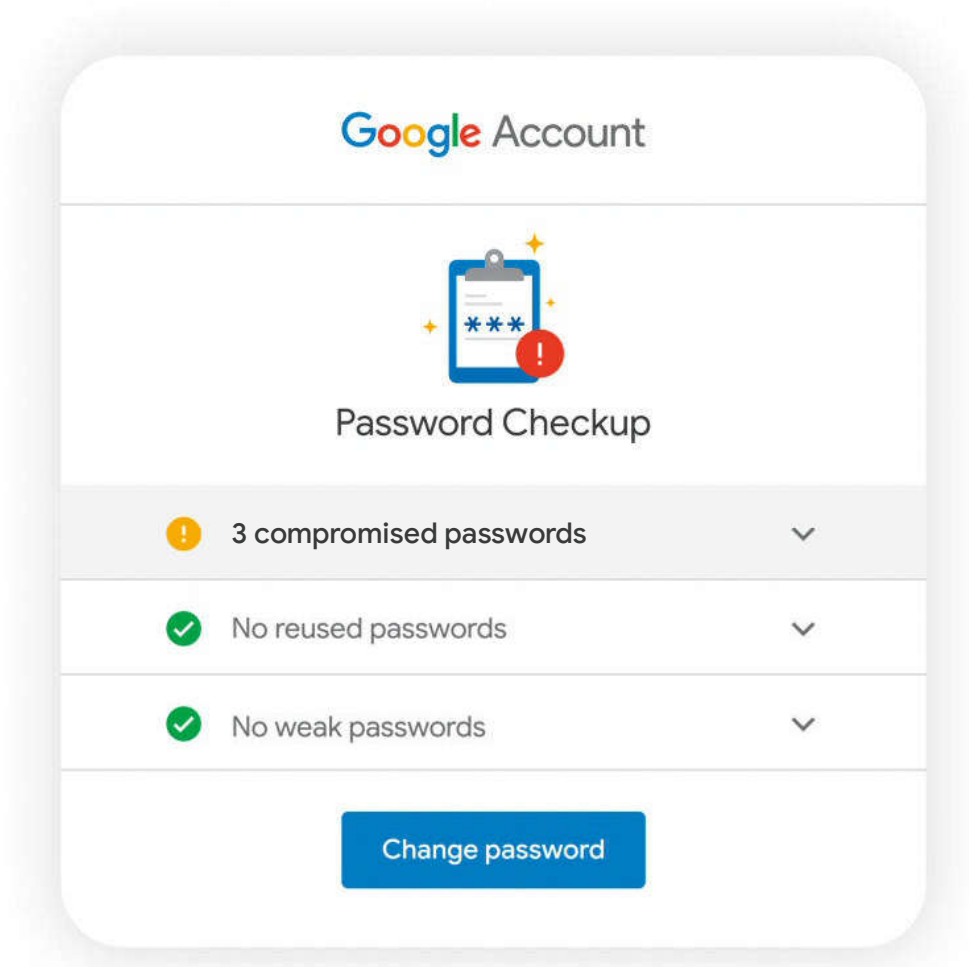 Google Account
***
Password Checkup
3 compromised passwords
No reused passwords
No weak passwords
Change password